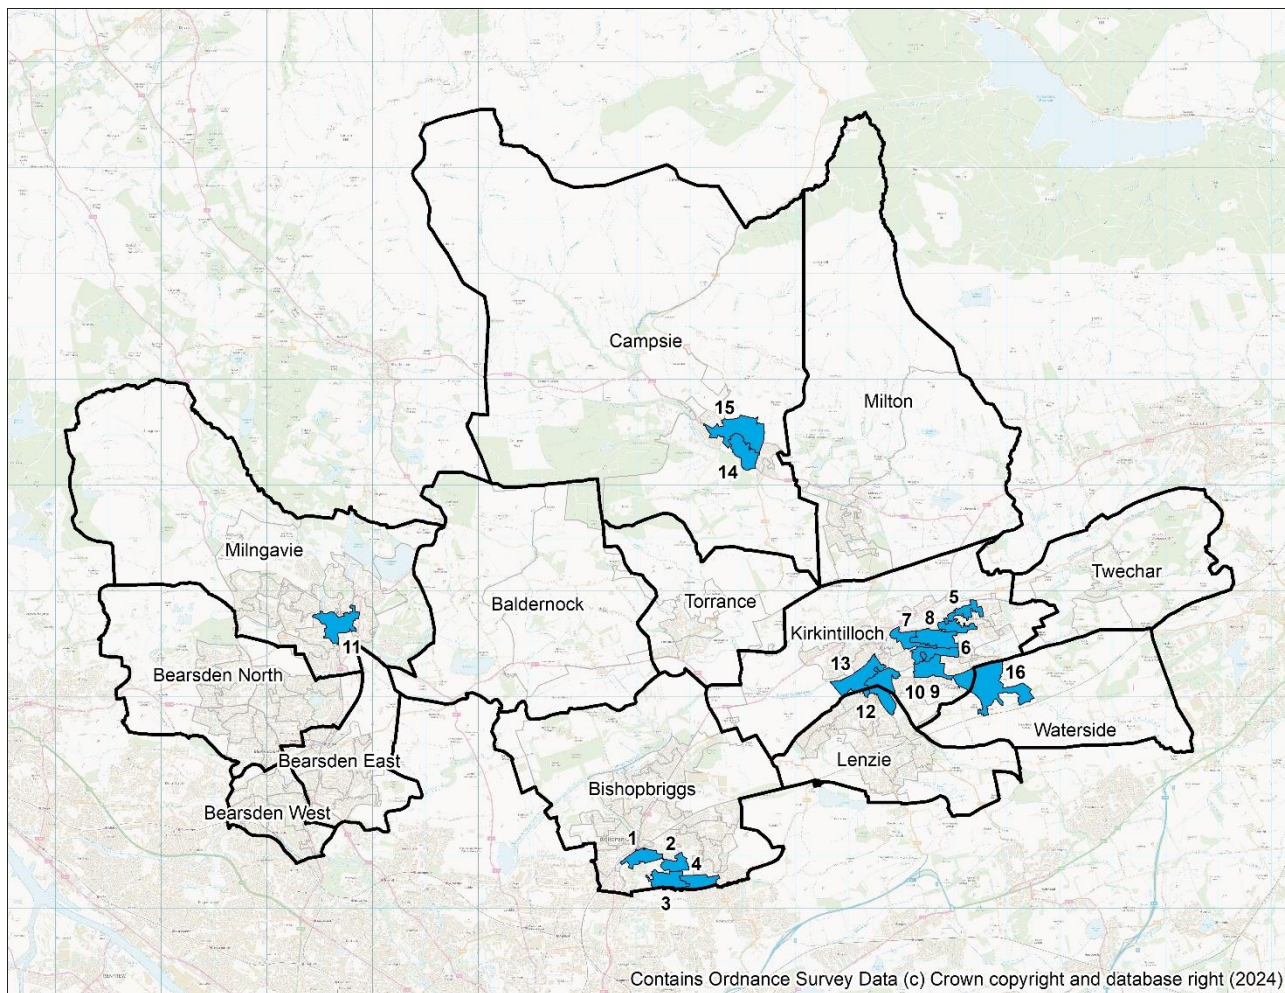 Campsie
Milton
15
14
Milngavie
Twechar
Baldernock
Torrance
5
7
8
Kirkintilloch
6
11
13
Bearsden North
16
10
9
12
Waterside
Lenzie
Bearsden East
Bishopbriggs
Bearsden West
1
2
4
3
Contains Ordnance Survey Data (c) Crown copyright and database right (2024)